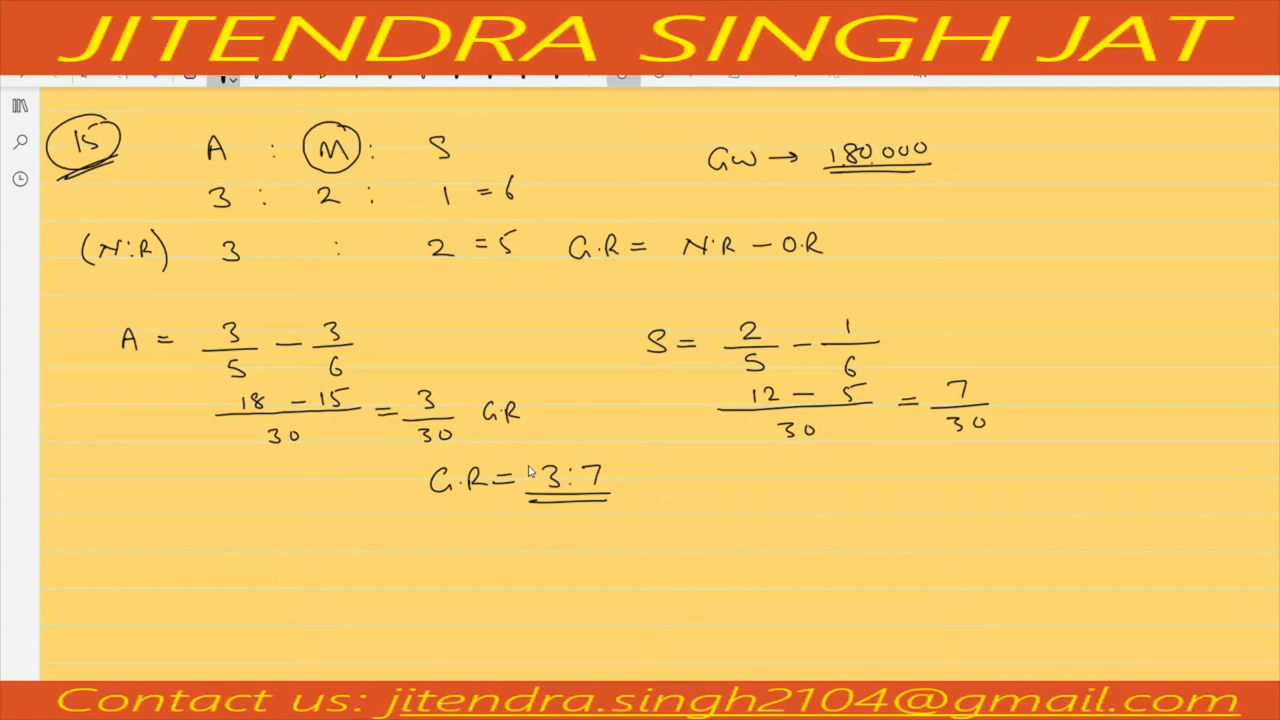 JITENDRA SINGH JAT
15 A : M : S GW → 1,80,000
3 : 2 : 1 = 6
(N.R) 3 : 2 = 5 G.R = N.R - O.R
A = 3/5 - 3/6 S = 2/5 - 1/6
18 - 15 / 30 = 3/30 G.R 12 - 5 / 30 = 7/30
G.R = 3:7
Contact us: jitendra.singh2104@gmail.com